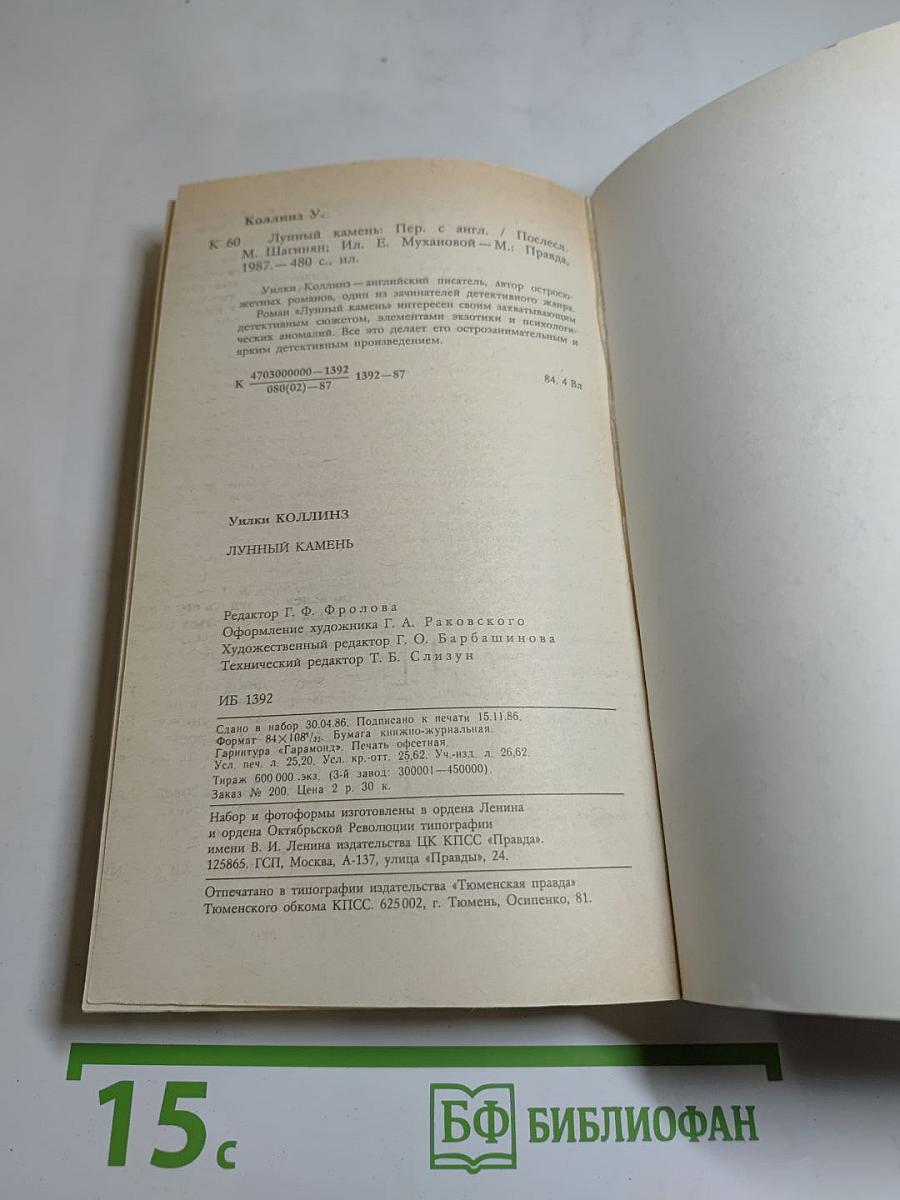 Коллинз У.
К 60 Лунный камень: Пер. с англ. / Послесл.
М. Шагинян; Ил. Е. Мухановой — М.: Правда,
1987. — 480 с., ил.
Уилки Коллинз — английский писатель, автор остросю-
жетных романов, один из зачинателей детективного жанра.
Роман «Лунный камень» интересен своим захватывающим
детективным сюжетом, элементами экзотики и психологи-
ческих аномалий. Все это делает его острозанимательным и
ярким детективным произведением.
К 4703000000—1392 1392—87 84. 4 Вл
080(02)—87
Уилки КОЛЛИНЗ
ЛУННЫЙ КАМЕНЬ
Редактор Г. Ф. Фролова
Оформление художника Г. А. Раковского
Художественный редактор Г. О. Барбашинова
Технический редактор Т. Б. Слизун
ИБ 1392
Сдано в набор 30.04.86. Подписано к печати 15.11.86.
Формат 84×108¹/₃₂. Бумага книжно-журнальная.
Гарнитура «Гарамонд». Печать офсетная.
Усл. печ. л. 25,20. Усл. кр.-отт. 25,62. Уч.-изд. л. 26,62.
Тираж 600 000 экз. (3-й завод: 300001—450000).
Заказ № 200. Цена 2 р. 30 к.
Набор и фотоформы изготовлены в ордена Ленина
и ордена Октябрьской Революции типографии
имени В. И. Ленина издательства ЦК КПСС «Правда».
125865. ГСП, Москва, А-137, улица «Правды», 24.
Отпечатано в типографии издательства «Тюменская правда»
Тюменского обкома КПСС. 625002, г. Тюмень, Осипенко, 81.
15 с
БФ БИБЛИОФАН